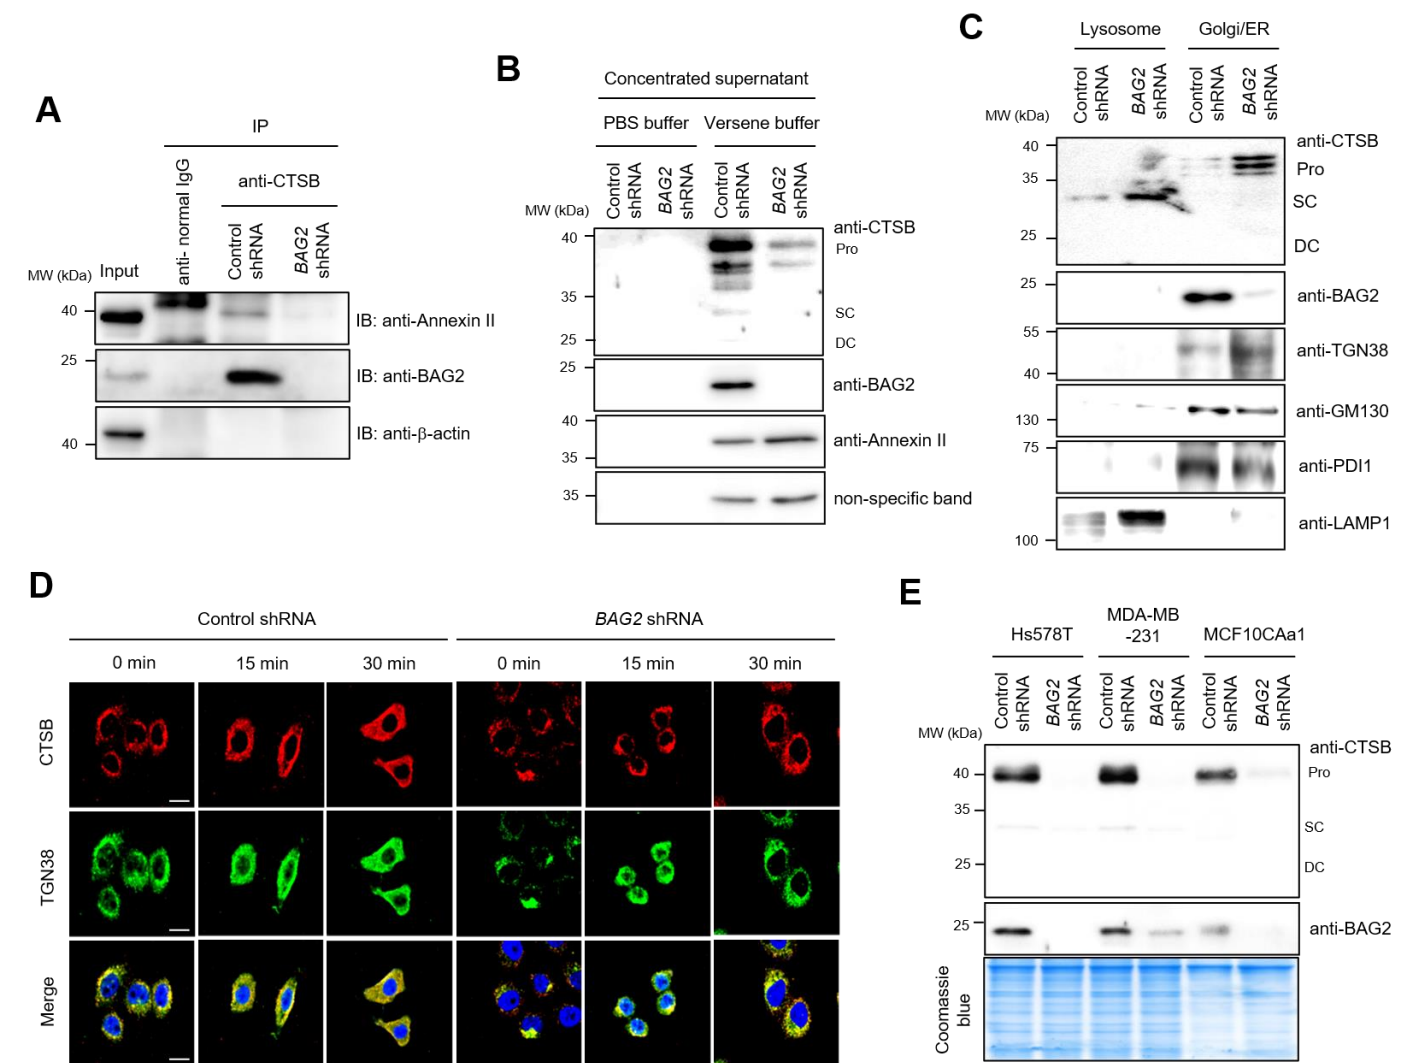 A
IP
anti- normal IgG
anti-CTSB
Control
shRNA
BAG2
shRNA
MW (kDa)
Input
40
IB: anti-Annexin II
25
IB: anti-BAG2
40
IB: anti-β-actin
B
Concentrated supernatant
PBS buffer
Versene buffer
Control
shRNA
BAG2
shRNA
Control
shRNA
BAG2
shRNA
MW (kDa)
anti-CTSB
40
Pro
35
SC
25
DC
25
anti-BAG2
40
anti-Annexin II
35
35
non-specific band
C
Lysosome
Golgi/ER
Control
shRNA
BAG2
shRNA
Control
shRNA
BAG2
shRNA
MW (kDa)
40
anti-CTSB
Pro
35
SC
25
DC
25
anti-BAG2
55
anti-TGN38
40
anti-GM130
130
75
anti-PDI1
anti-LAMP1
100
D
Control shRNA
BAG2 shRNA
0 min
15 min
30 min
0 min
15 min
30 min
CTSB
TGN38
Merge
E
Hs578T
MDA-MB
-231
MCF10CAa1
Control
shRNA
BAG2
shRNA
Control
shRNA
BAG2
shRNA
Control
shRNA
BAG2
shRNA
MW (kDa)
anti-CTSB
40
Pro
35
SC
25
DC
25
anti-BAG2
Coomassie
blue